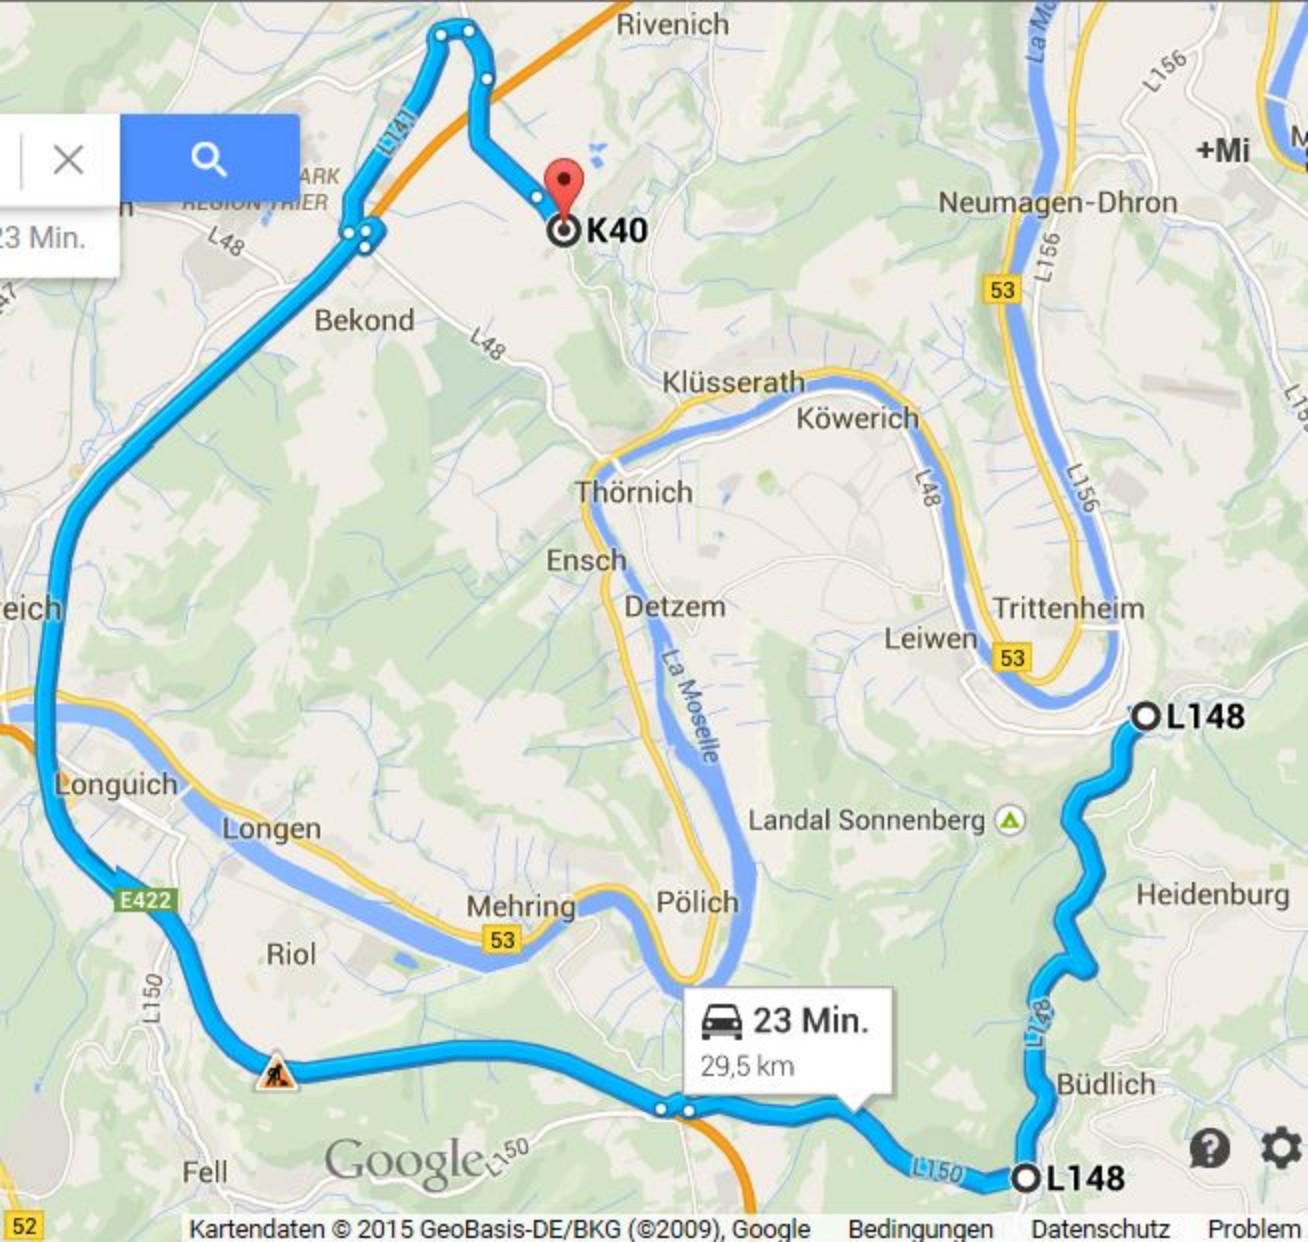 Rivenich
La Mo
L156
+Mi
M
L141
ARK
REGION TRIER
n
23 Min.
L48
47
K40
Neumagen-Dhron
L156
53
Bekond
L48
Klüsserath
Köwerich
L48
L156
Thörnich
Ensch
Detzem
reich
Trittenheim
Leiwen
53
La Moselle
L148
Longuich
Longen
Landal Sonnenberg
E422
Mehring
53
Pölich
Heidenburg
Riol
L150
23 Min.
29,5 km
L148
Büdlich
Google
L150
Fell
L150
L148
52
Kartendaten © 2015 GeoBasis-DE/BKG (©2009), Google Bedingungen Datenschutz Problem